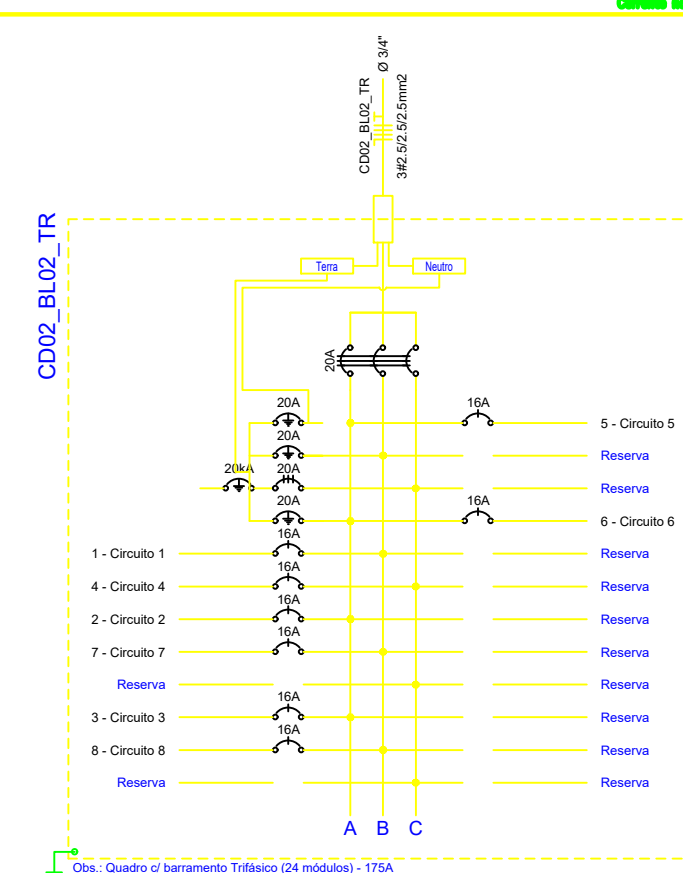 Ø 3/4"
CD02_BL02_TR
3#2.5/2.5/2.5mm2
CD02_BL02_TR
Terra
Neutro
20A
20A
16A
5 - Circuito 5
20A
Reserva
20kA
20A
Reserva
20A
16A
6 - Circuito 6
16A
1 - Circuito 1
Reserva
16A
4 - Circuito 4
Reserva
16A
2 - Circuito 2
Reserva
16A
7 - Circuito 7
Reserva
Reserva
Reserva
16A
3 - Circuito 3
Reserva
16A
8 - Circuito 8
Reserva
Reserva
Reserva
A B C
Obs.: Quadro c/ barramento Trifásico (24 módulos) - 175A